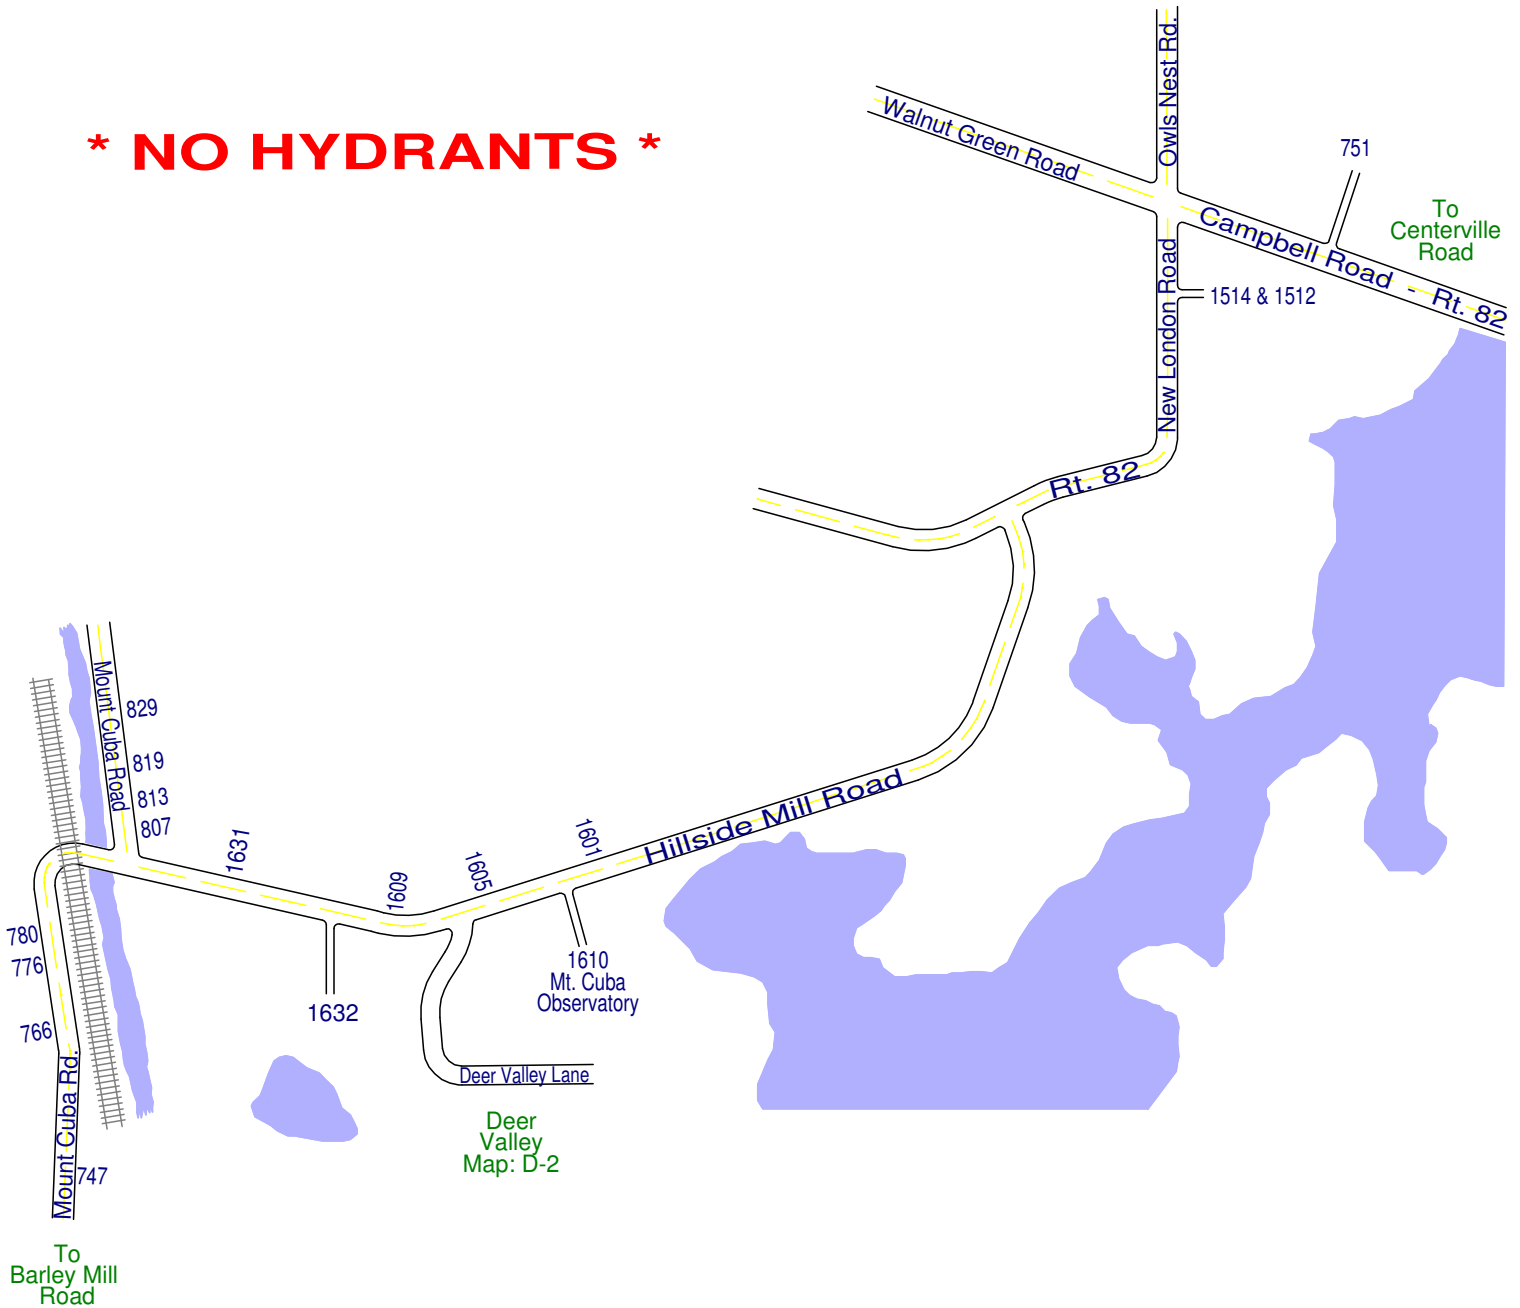 * NO HYDRANTS *
Owls Nest Rd.
Walnut Green Road
751
To
Centerville
Road
Campbell Road - Rt. 82
New London Road
1514 & 1512
Rt. 82
Mount Cuba Road
829
819
813
807
1631
1609
1605
1601
Hillside Mill Road
780
776
766
1632
1610
Mt. Cuba
Observatory
Mount Cuba Rd.
747
Deer Valley Lane
Deer
Valley
Map: D-2
To
Barley Mill
Road